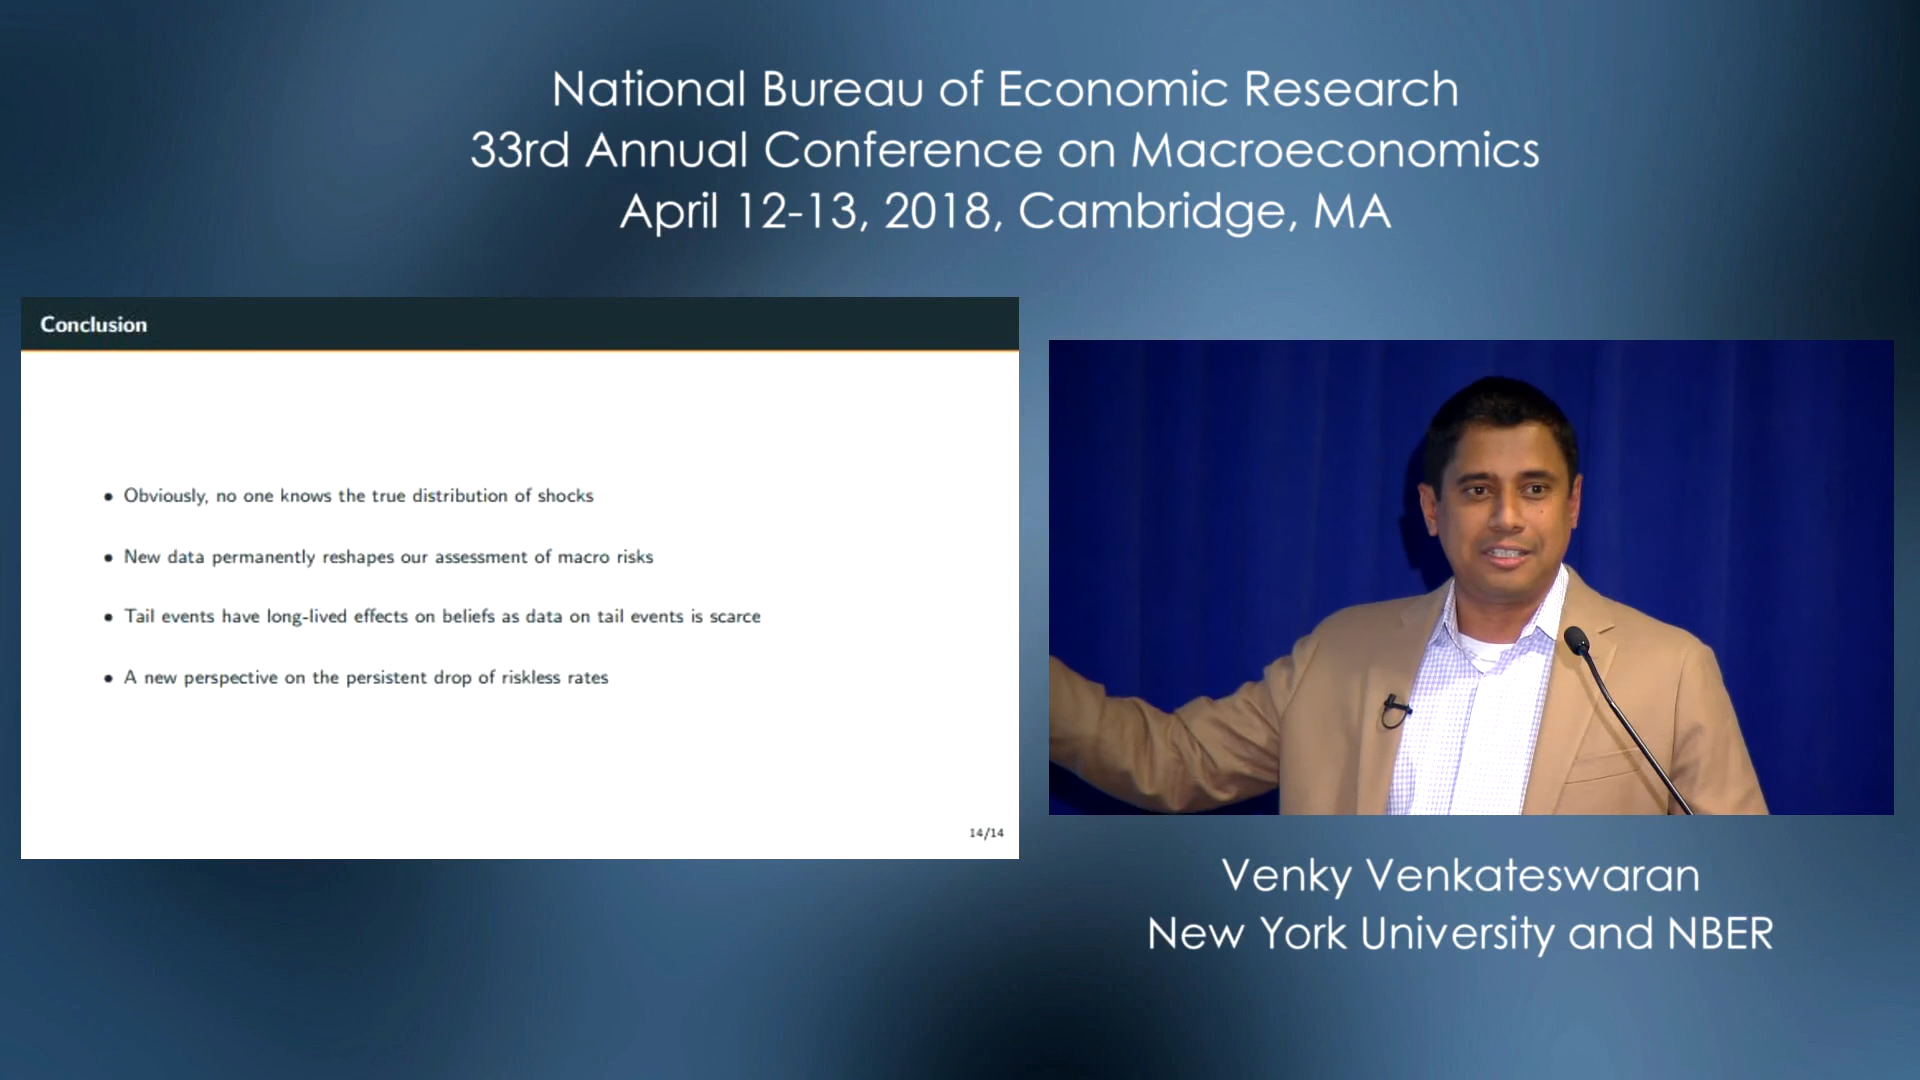 National Bureau of Economic Research
33rd Annual Conference on Macroeconomics
April 12-13, 2018, Cambridge, MA
Conclusion
• Obviously, no one knows the true distribution of shocks
• New data permanently reshapes our assessment of macro risks
• Tail events have long-lived effects on beliefs as data on tail events is scarce
• A new perspective on the persistent drop of riskless rates
14/14
Venky Venkateswaran
New York University and NBER